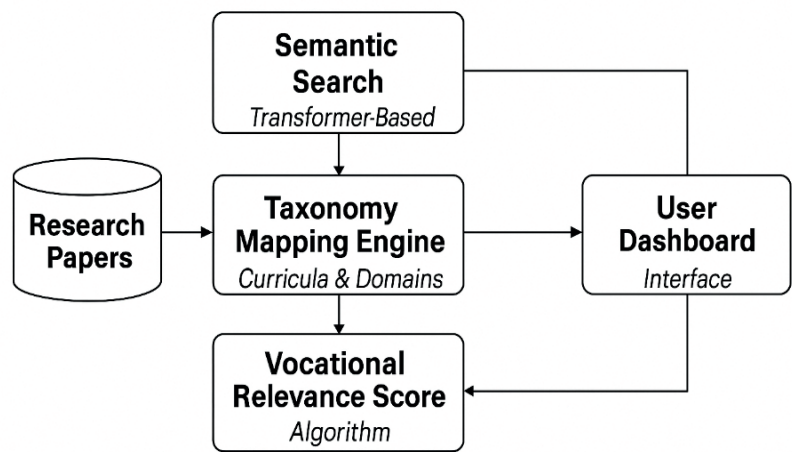 Semantic
Search
Transformer-Based
Research
Papers
Taxonomy
Mapping Engine
Curricula & Domains
User
Dashboard
Interface
Vocational
Relevance Score
Algorithm